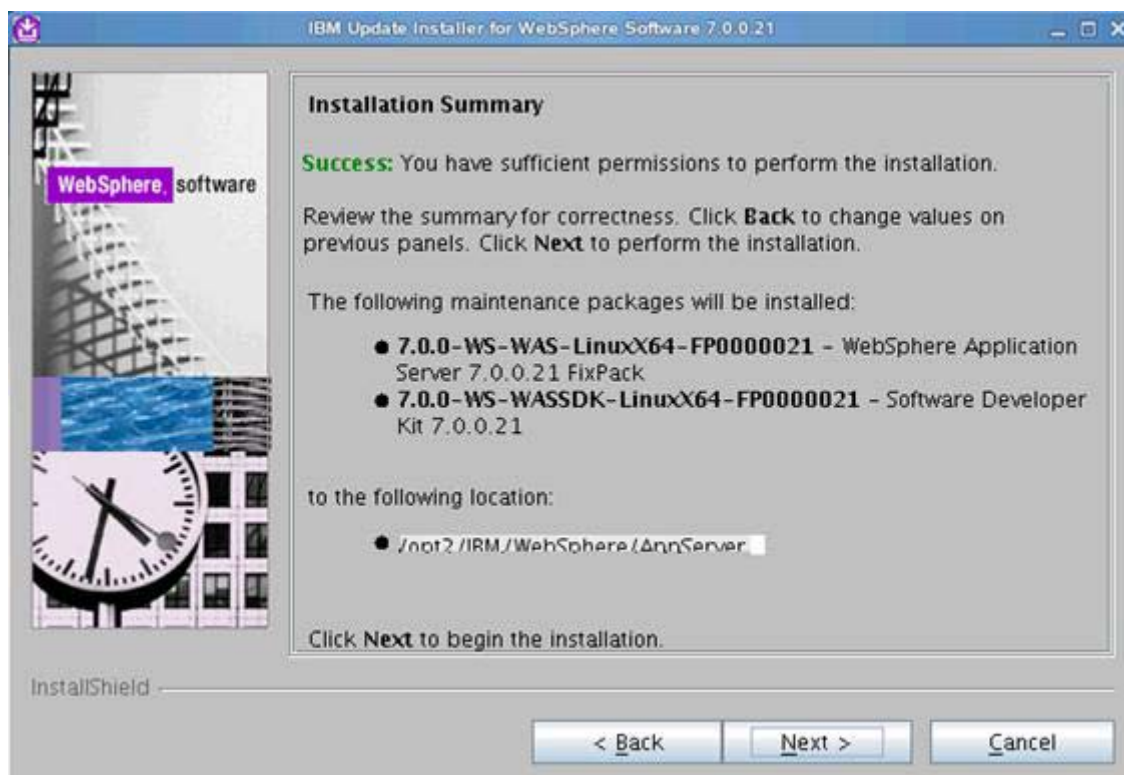 IBM Update Installer for WebSphere Software 7.0.0.21
Installation Summary
Success: You have sufficient permissions to perform the installation.
WebSphere. software
Review the summary for correctness. Click Back to change values on
previous panels. Click Next to perform the installation.
The following maintenance packages will be installed:
● 7.0.0-WS-WAS-LinuxX64-FP0000021 – WebSphere Application
Server 7.0.0.21 FixPack
● 7.0.0-WS-WASSDK-LinuxX64-FP0000021 – Software Developer
Kit 7.0.0.21
to the following location:
● /opt2/IBM/WebSphere/AppServer
Click Next to begin the installation.
InstallShield
< Back
Next >
Cancel